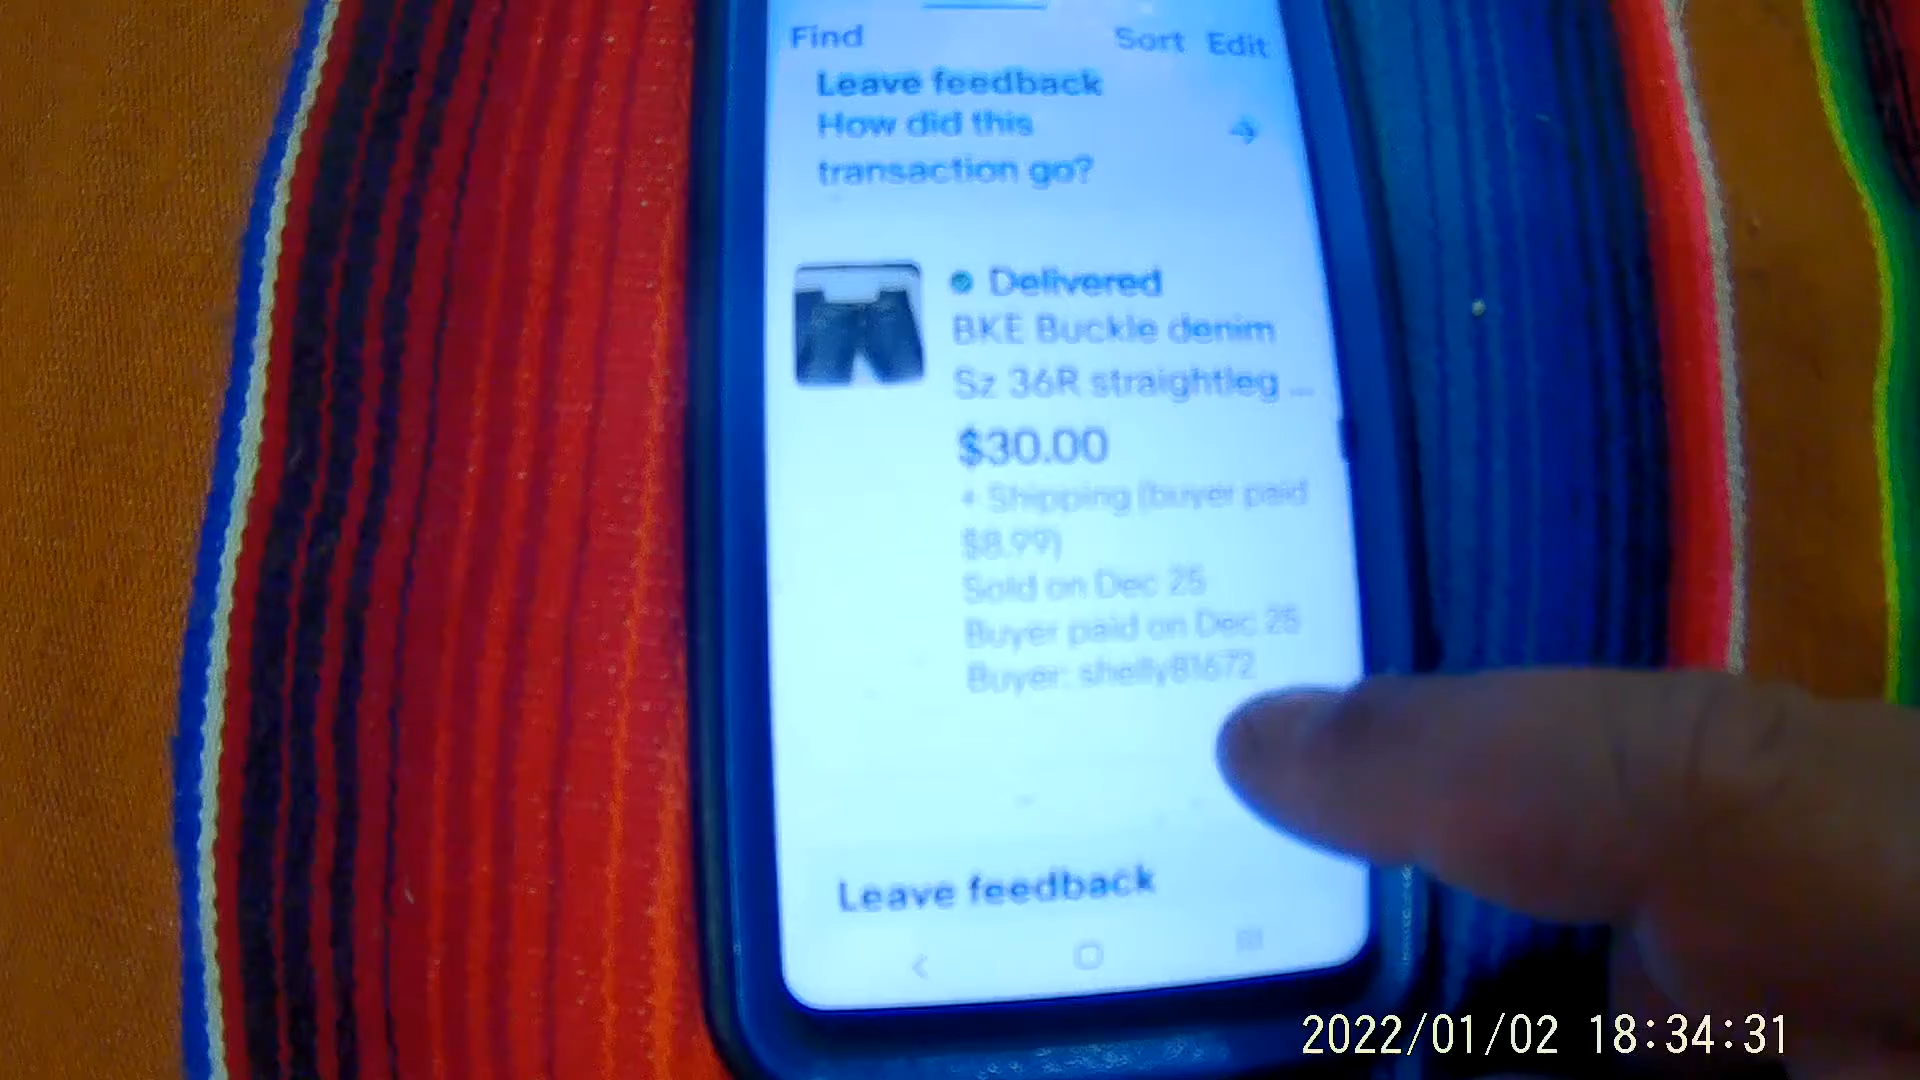 Find
Sort Edit
Leave feedback
How did this
transaction go?
Delivered
BKE Buckle denim
Sz 36R straightleg ...
$30.00
+ Shipping (buyer paid
$8.99)
Sold on Dec 25
Buyer paid on Dec 25
Buyer: shelly81672
Leave feedback
2022/01/02 18:34:31